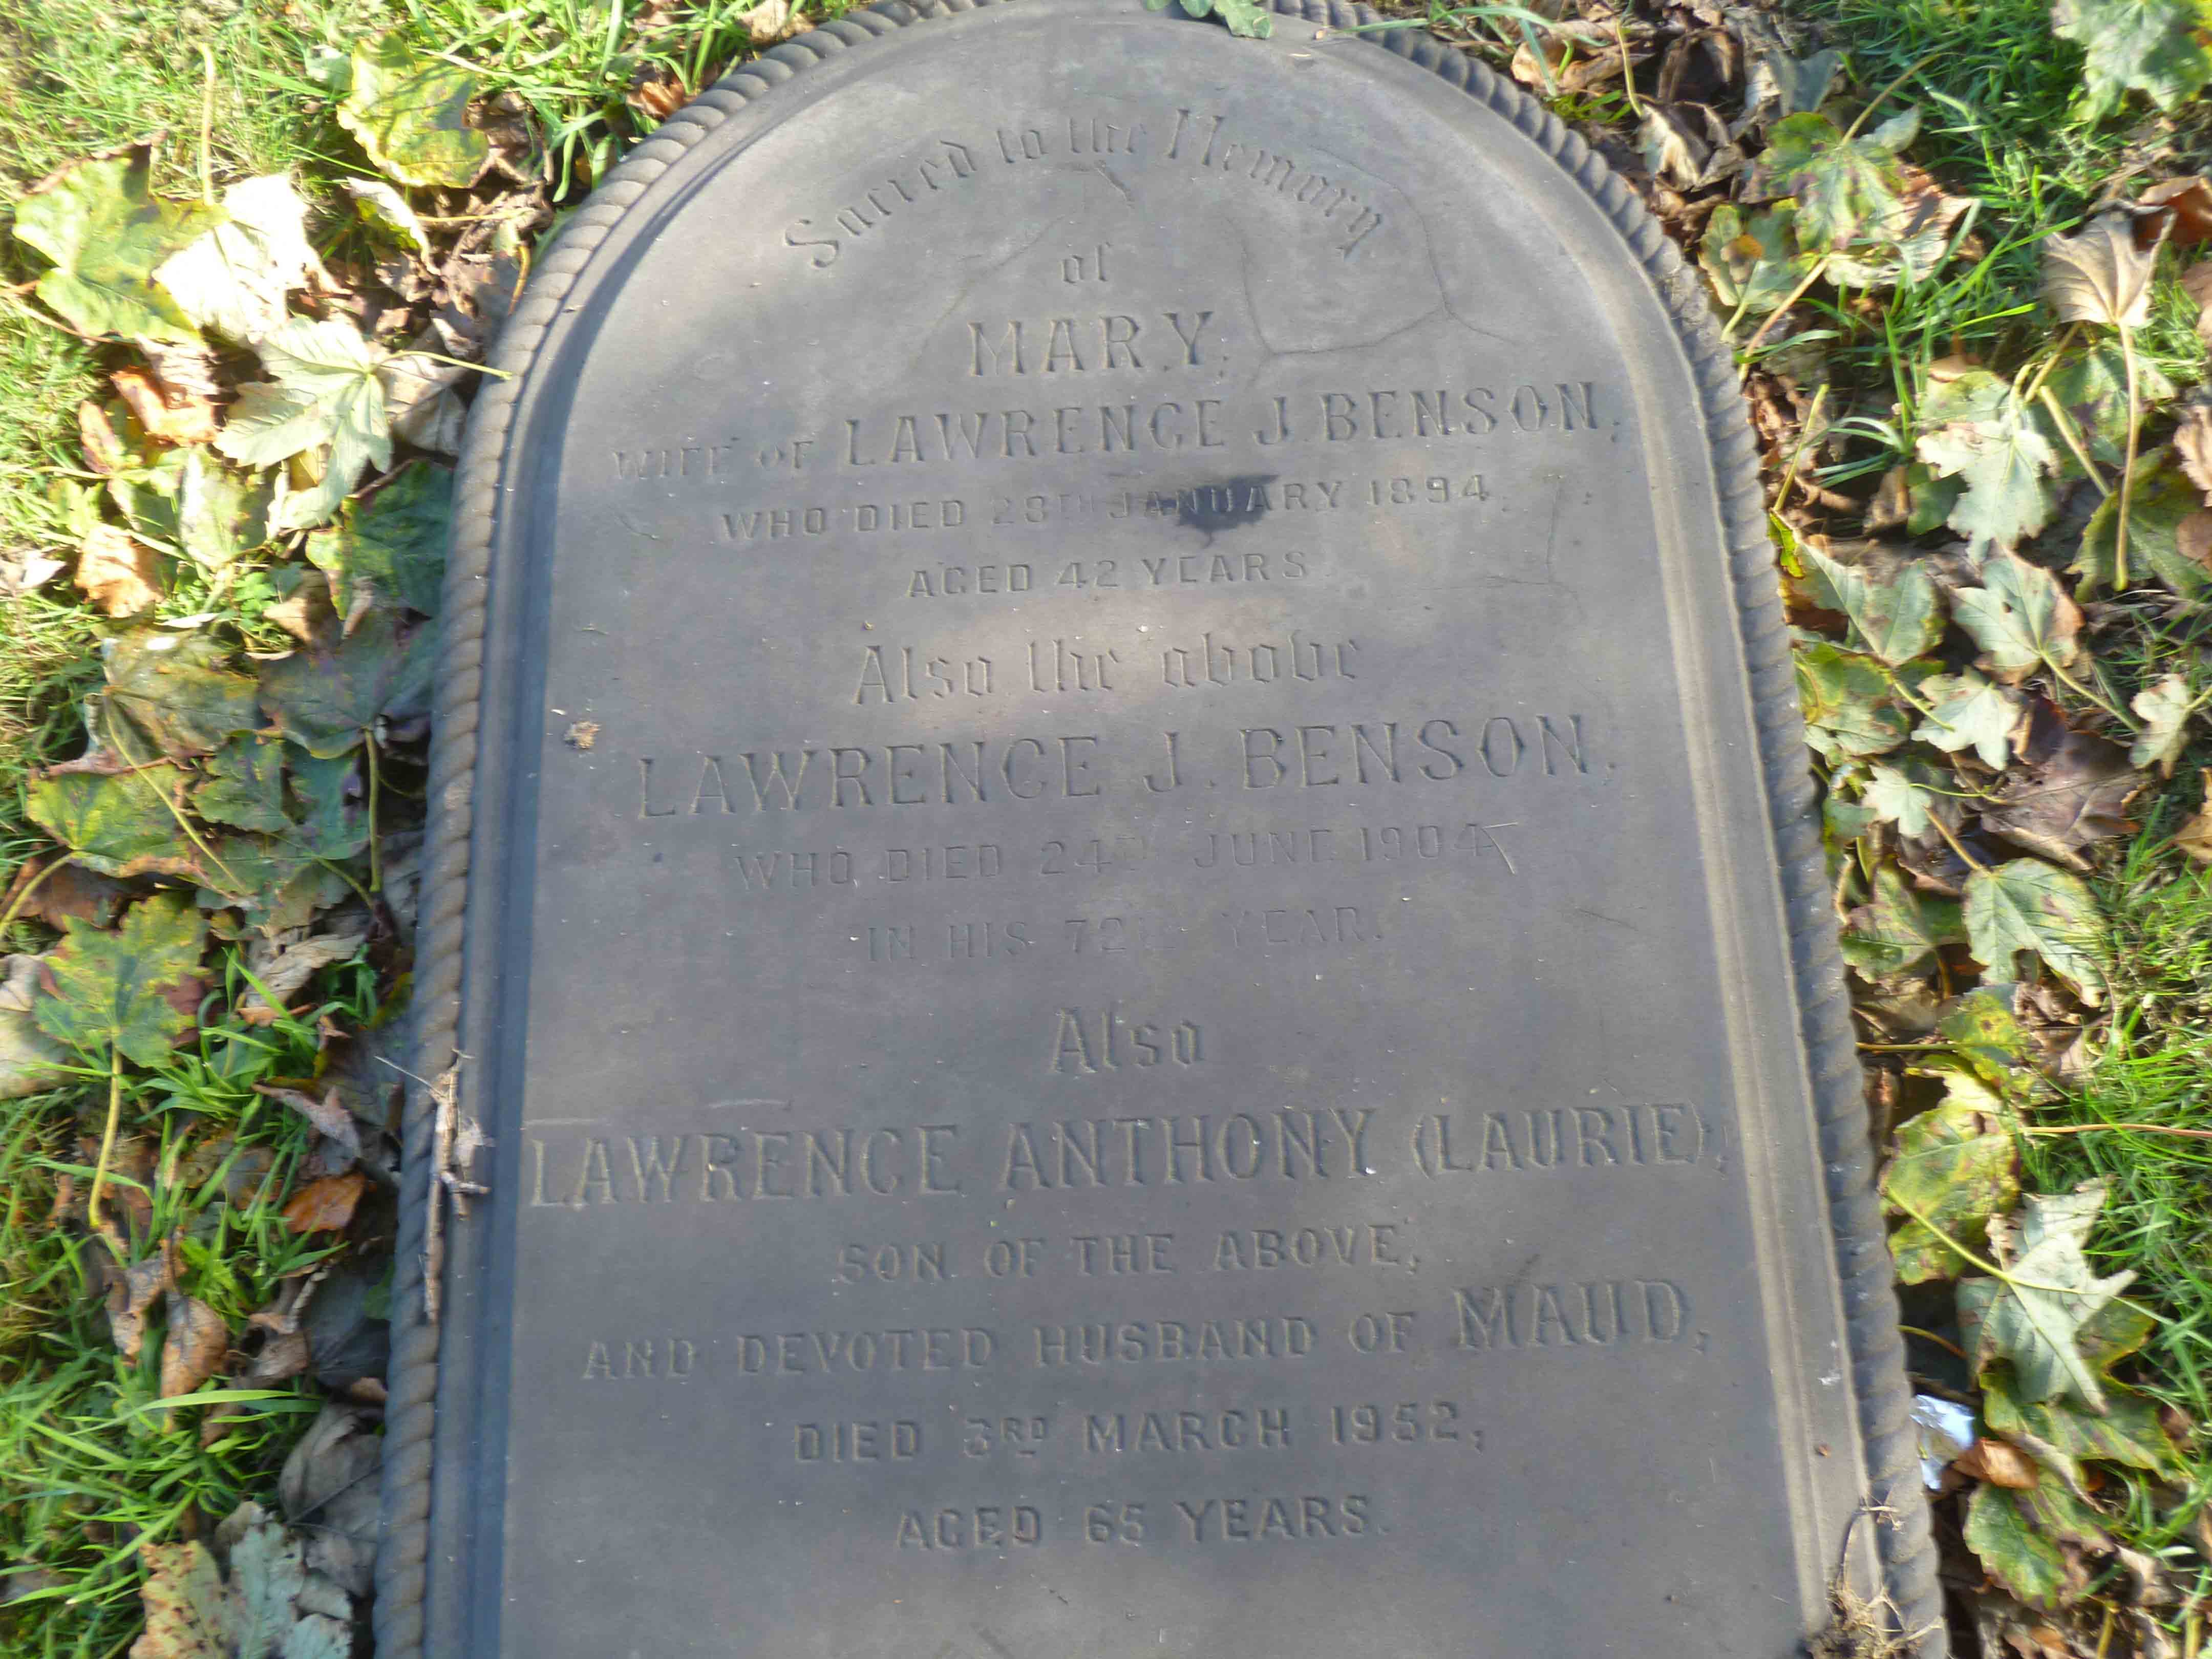 Sacred to the Memory
of
MARY,
WIFE OF LAWRENCE J. BENSON,
WHO DIED 28TH JANUARY 1894,
AGED 42 YEARS.
Also the above
LAWRENCE J. BENSON,
WHO DIED 24TH JUNE 1904,
IN HIS 72ND YEAR.
Also
LAWRENCE ANTHONY (LAURIE),
SON OF THE ABOVE,
AND DEVOTED HUSBAND OF MAUD,
DIED 3RD MARCH 1952,
AGED 65 YEARS.